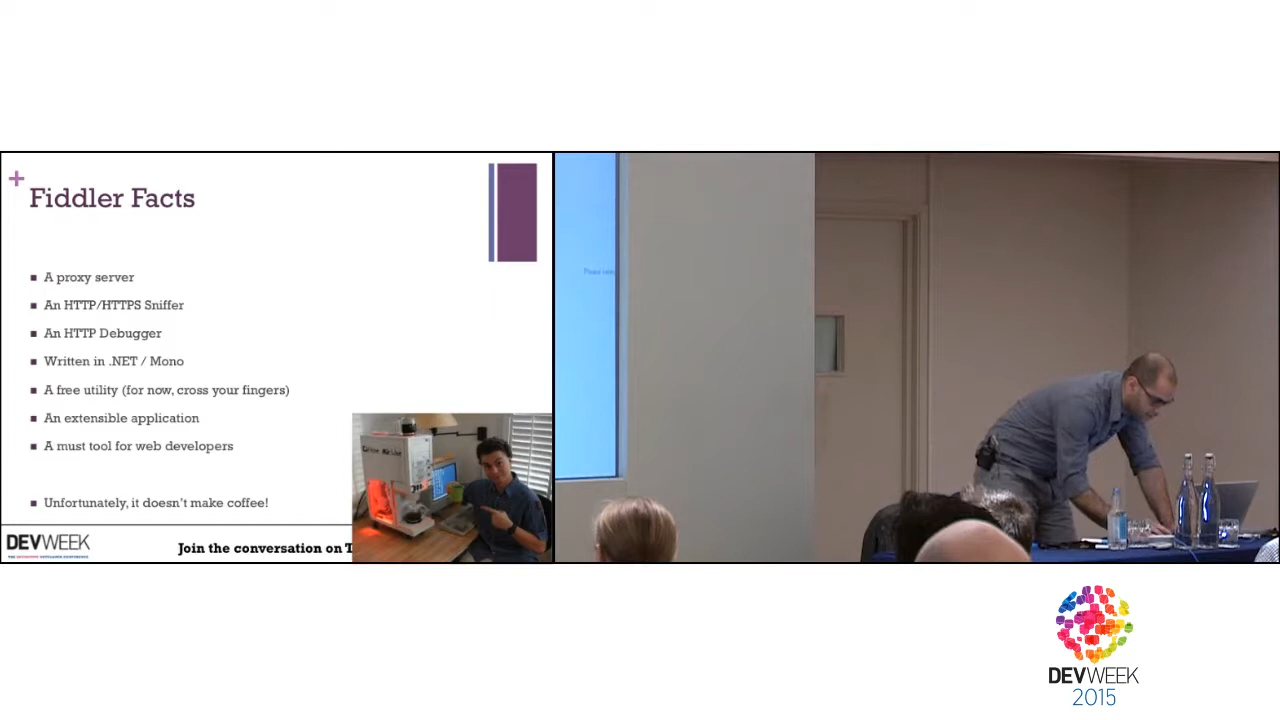 +
Fiddler Facts
A proxy server
An HTTP/HTTPS Sniffer
An HTTP Debugger
Written in .NET / Mono
A free utility (for now, cross your fingers)
An extensible application
A must tool for web developers
Unfortunately, it doesn't make coffee!
DEVWEEK
Join the conversation on T
Please
DEVWEEK
2015